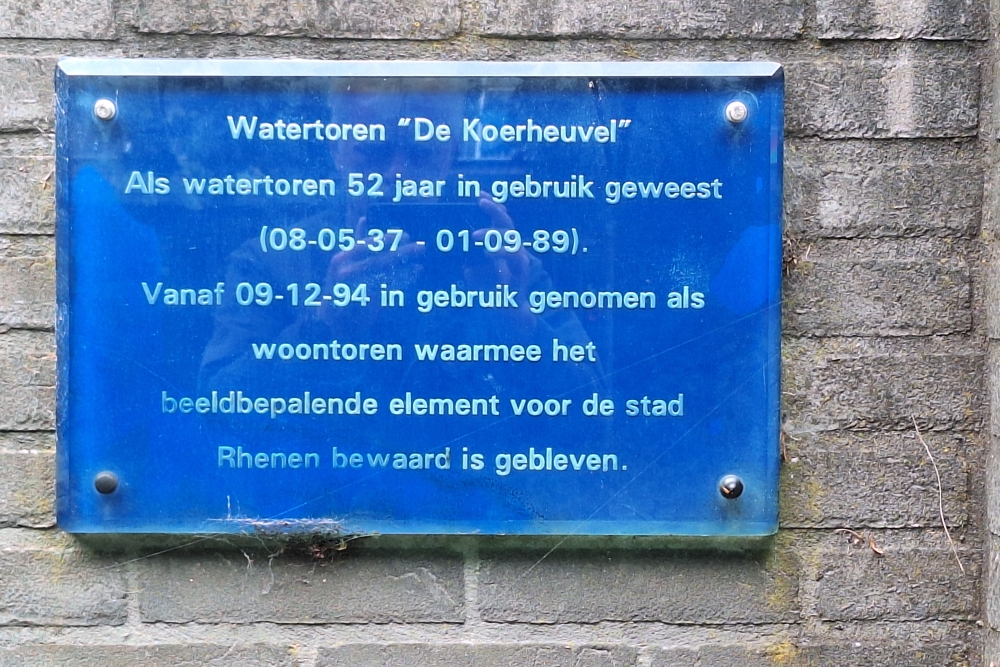 Watertoren "De Koerheuvel"
Als watertoren 52 jaar in gebruik geweest
(08-05-37 - 01-09-89).
Vanaf 09-12-94 in gebruik genomen als
woontoren waarmee het
beeldbepalende element voor de stad
Rhenen bewaard is gebleven.